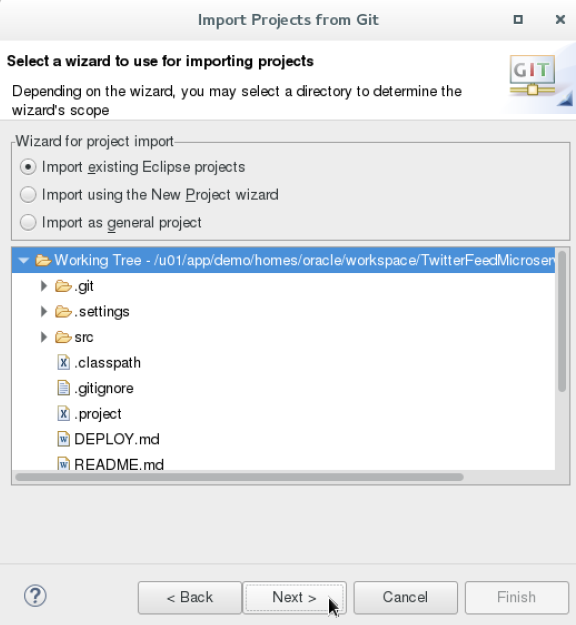 Import Projects from Git
Select a wizard to use for importing projects
Depending on the wizard, you may select a directory to determine the
wizard's scope
GIT
Wizard for project import
Import existing Eclipse projects
Import using the New Project wizard
Import as general project
Working Tree - /u01/app/demo/homes/oracle/workspace/TwitterFeedMicroserv
.git
.settings
src
.classpath
.gitignore
.project
DEPLOY.md
README.md
< Back
Next >
Cancel
Finish